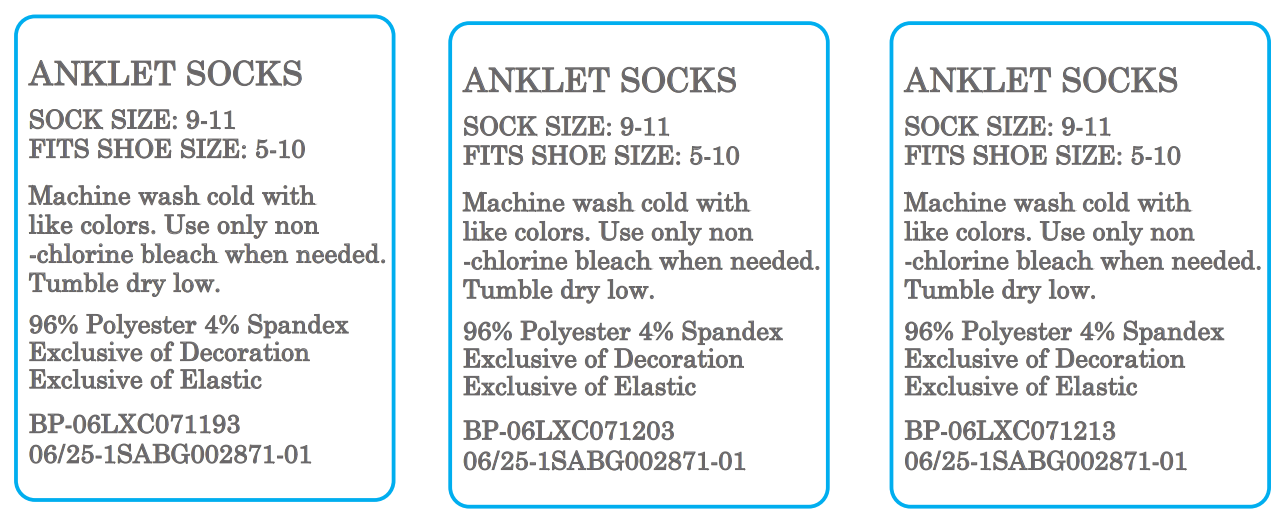 ANKLET SOCKS
SOCK SIZE: 9-11
FITS SHOE SIZE: 5-10
Machine wash cold with
like colors. Use only non
-chlorine bleach when needed.
Tumble dry low.
96% Polyester 4% Spandex
Exclusive of Decoration
Exclusive of Elastic
BP-06LXC071193
06/25-1SABG002871-01
ANKLET SOCKS
SOCK SIZE: 9-11
FITS SHOE SIZE: 5-10
Machine wash cold with
like colors. Use only non
-chlorine bleach when needed.
Tumble dry low.
96% Polyester 4% Spandex
Exclusive of Decoration
Exclusive of Elastic
BP-06LXC071203
06/25-1SABG002871-01
ANKLET SOCKS
SOCK SIZE: 9-11
FITS SHOE SIZE: 5-10
Machine wash cold with
like colors. Use only non
-chlorine bleach when needed.
Tumble dry low.
96% Polyester 4% Spandex
Exclusive of Decoration
Exclusive of Elastic
BP-06LXC071213
06/25-1SABG002871-01